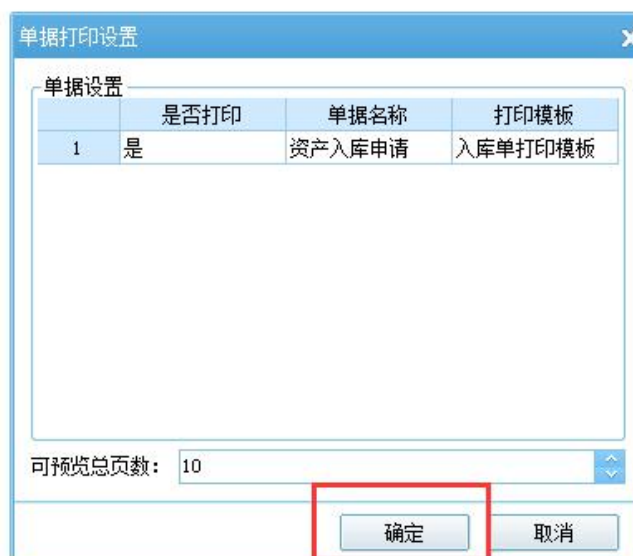 单据打印设置
单据设置
是否打印 单据名称 打印模板
1 是 资产入库申请 入库单打印模板
可预览总页数： 10
确定 取消